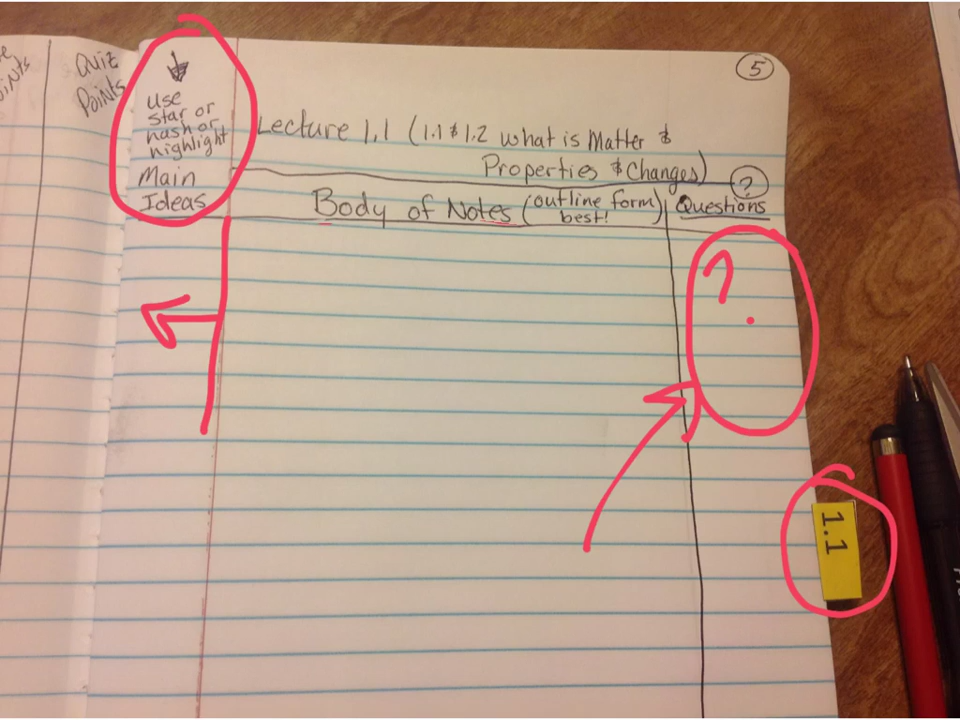 Quiz
Points
use
star or
hash or
highlight
Main
Ideas
5
Lecture 1.1 (1.1 & 1.2 what is Matter &
Properties & Changes)
?
Body of Notes (outline form
best!)
Questions
?
1.1